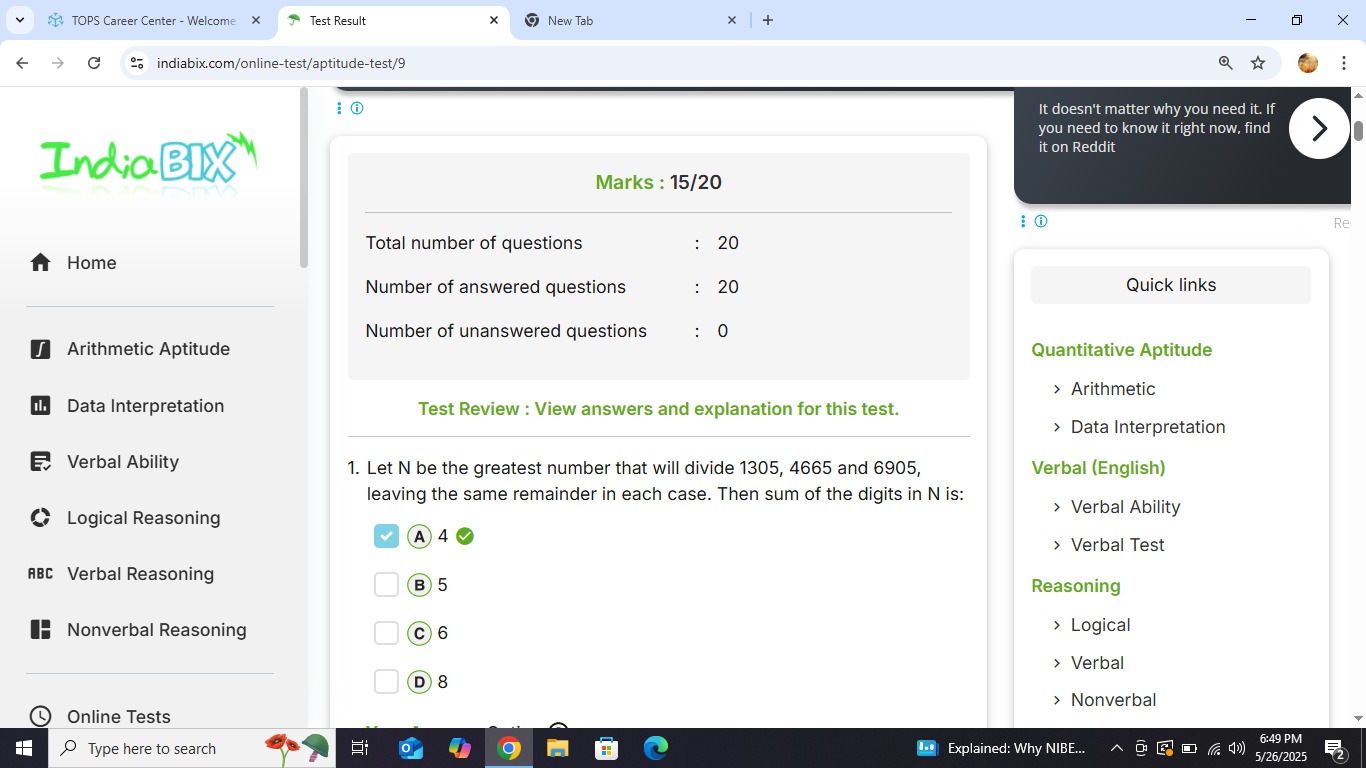 TOPS Career Center - Welcome
Test Result
New Tab
indiabix.com/online-test/aptitude-test/9
IndiaBIX
Home
Arithmetic Aptitude
Data Interpretation
Verbal Ability
Logical Reasoning
ABC Verbal Reasoning
Nonverbal Reasoning
Online Tests
Marks : 15/20
Total number of questions : 20
Number of answered questions : 20
Number of unanswered questions : 0
Test Review : View answers and explanation for this test.
1. Let N be the greatest number that will divide 1305, 4665 and 6905,
leaving the same remainder in each case. Then sum of the digits in N is:
A 4
B 5
C 6
D 8
It doesn't matter why you need it. If
you need to know it right now, find
it on Reddit
Re
Quick links
Quantitative Aptitude
Arithmetic
Data Interpretation
Verbal (English)
Verbal Ability
Verbal Test
Reasoning
Logical
Verbal
Nonverbal
Type here to search
Explained: Why NIBE...
6:49 PM
5/26/2025
2